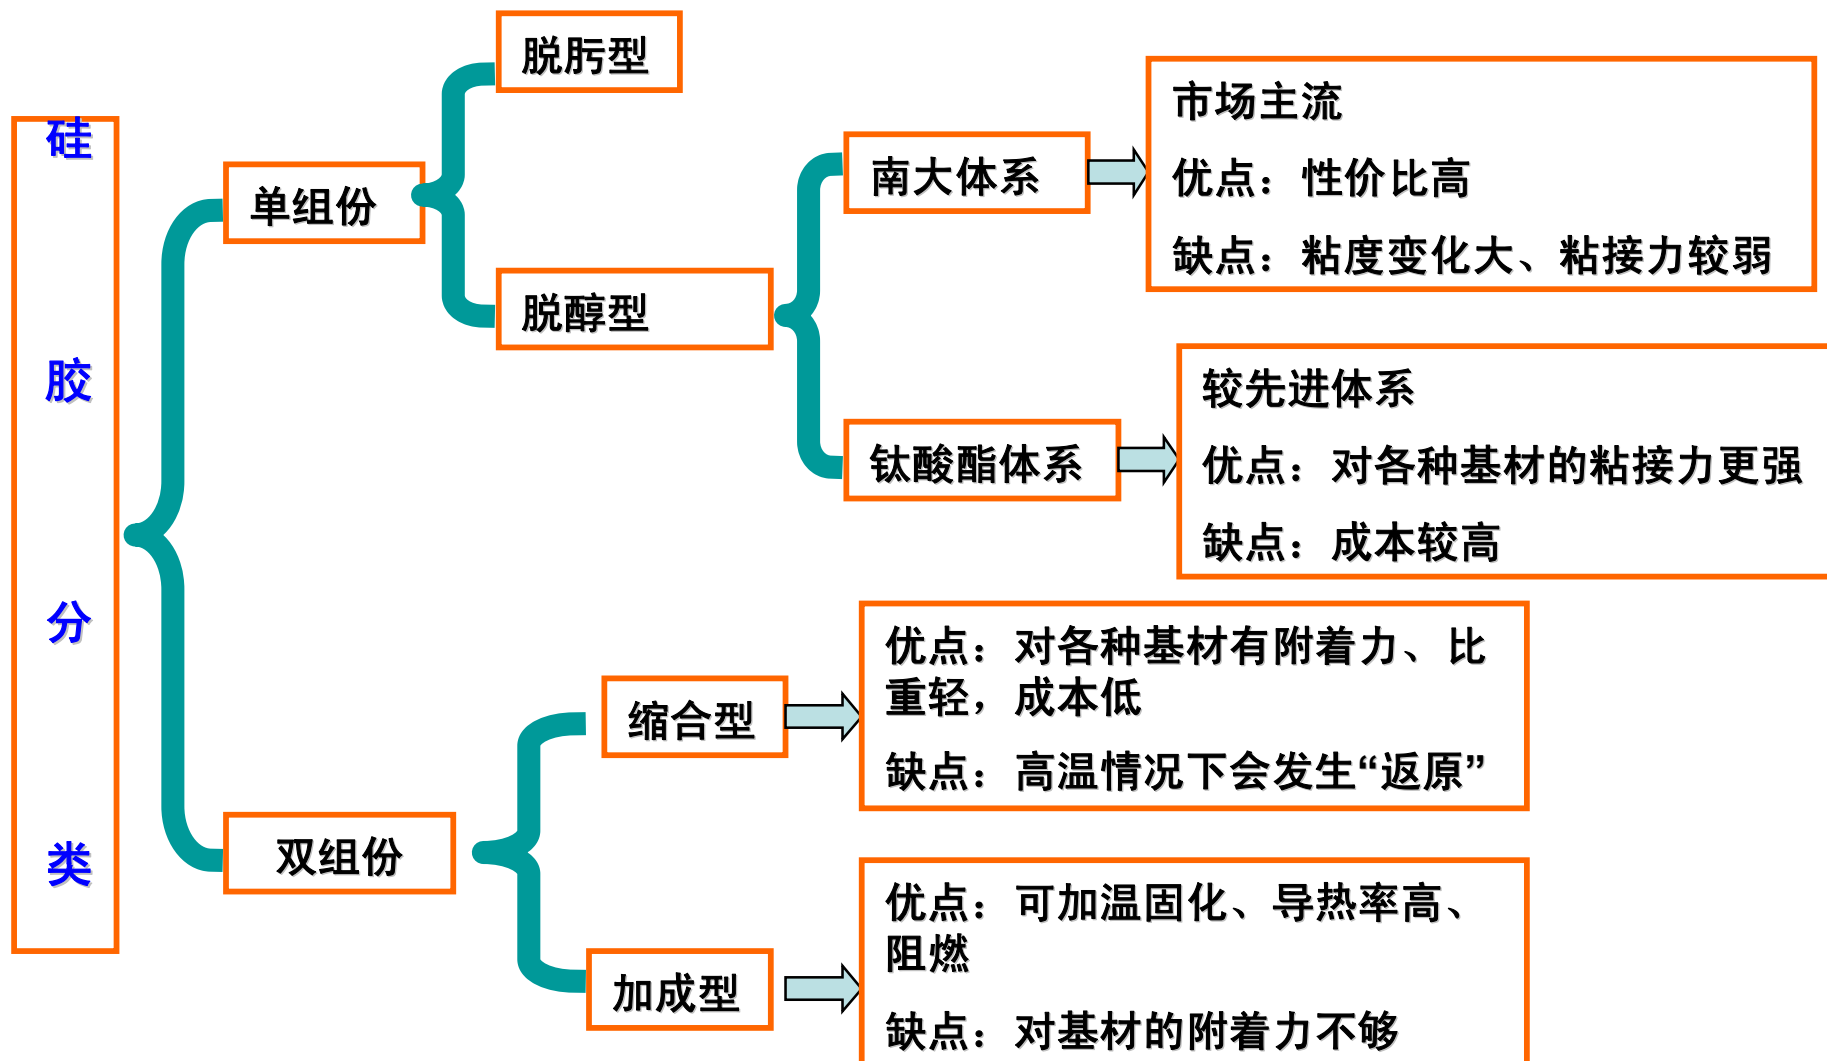 硅
胶
分
类
单组份
脱肟型
脱醇型
南大体系
市场主流
优点：性价比高
缺点：粘度变化大、粘接力较弱
钛酸酯体系
较先进体系
优点：对各种基材的粘接力更强
缺点：成本较高
双组份
缩合型
优点：对各种基材有附着力、比
重轻，成本低
缺点：高温情况下会发生“返原”
加成型
优点：可加温固化、导热率高、
阻燃
缺点：对基材的附着力不够